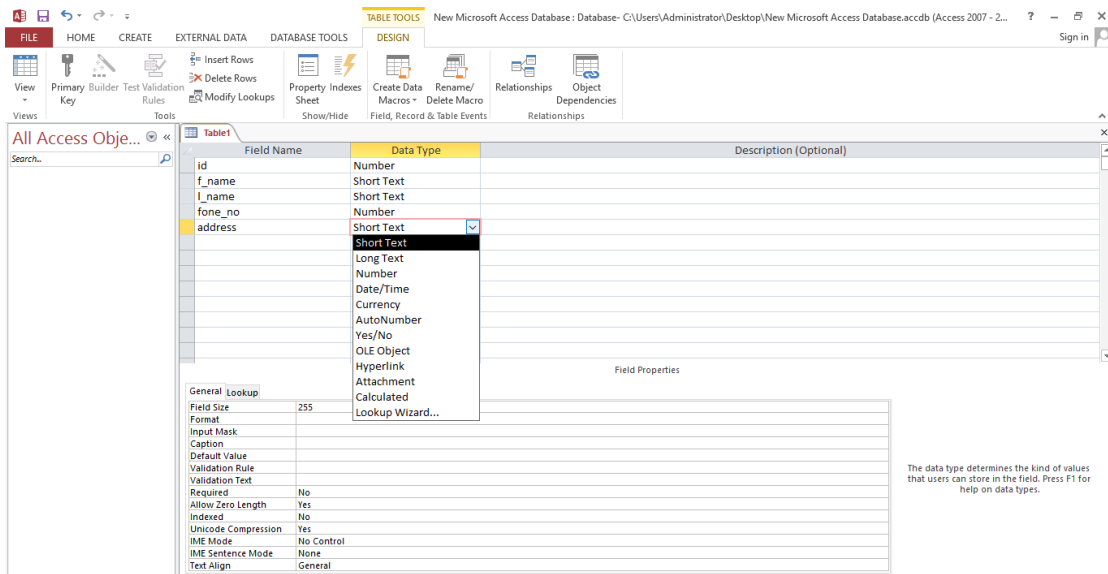 TABLE TOOLS New Microsoft Access Database : Database- C:\Users\Administrator\Desktop\New Microsoft Access Database.accdb (Access 2007 - 2... ?
FILE HOME CREATE EXTERNAL DATA DATABASE TOOLS DESIGN Sign in
View
Primary Key
Builder
Test Validation Rules
Insert Rows
Delete Rows
Modify Lookups
Property Sheet
Indexes
Create Data Macros
Rename/ Delete Macro
Relationships
Object Dependencies
Views Tools Show/Hide Field, Record & Table Events Relationships
All Access Obje...
Search..
Table1
Field Name Data Type Description (Optional)
id Number
f_name Short Text
l_name Short Text
fone_no Number
address Short Text
Short Text
Long Text
Number
Date/Time
Currency
AutoNumber
Yes/No
OLE Object
Hyperlink
Attachment
Calculated
Lookup Wizard...
Field Properties
General Lookup
Field Size 255
Format
Input Mask
Caption
Default Value
Validation Rule
Validation Text
Required No
Allow Zero Length Yes
Indexed No
Unicode Compression Yes
IME Mode No Control
IME Sentence Mode None
Text Align General
The data type determines the kind of values
that users can store in the field. Press F1 for
help on data types.